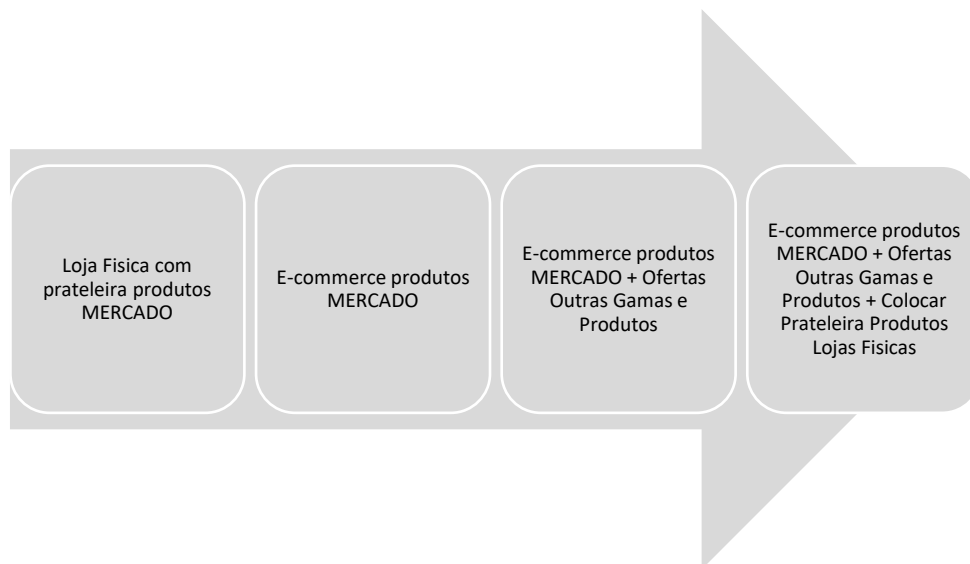 Loja Fisica com
prateleira produtos
MERCADO
E-commerce produtos
MERCADO
E-commerce produtos
MERCADO + Ofertas
Outras Gamas e
Produtos
E-commerce produtos
MERCADO + Ofertas
Outras Gamas e
Produtos + Colocar
Prateleira Produtos
Lojas Fisicas